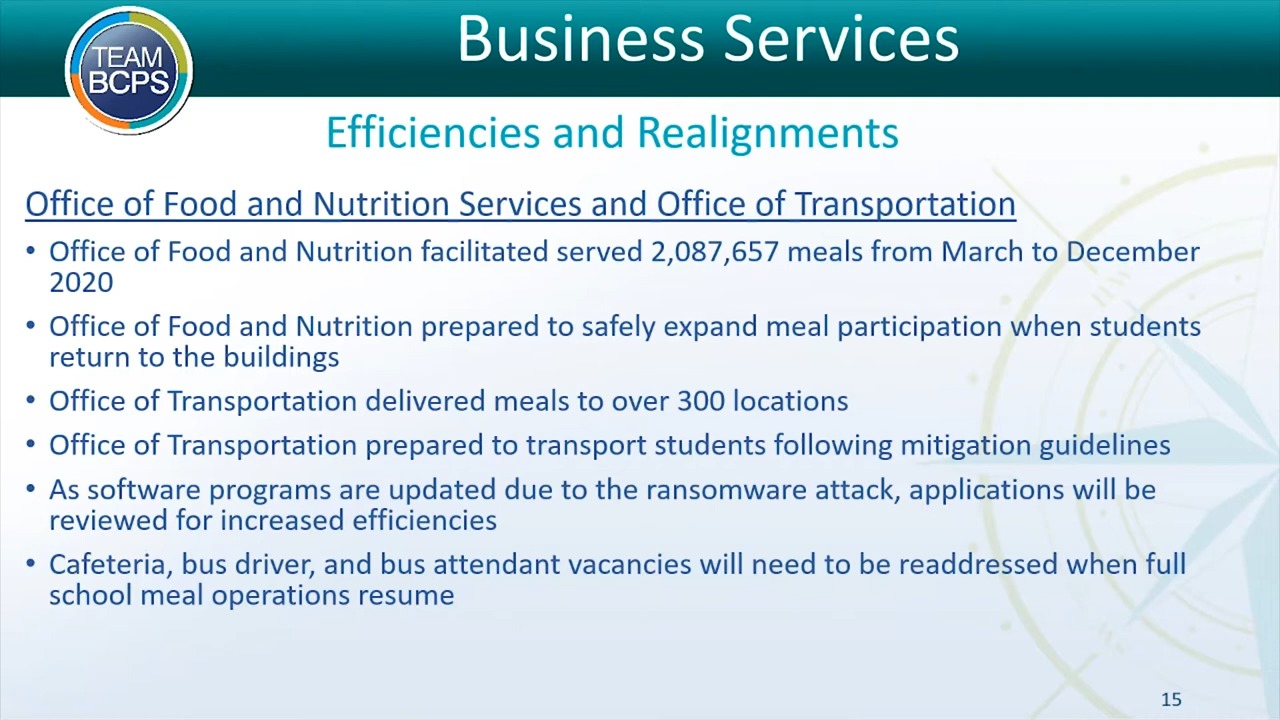 TEAM
BCPS
Business Services
Efficiencies and Realignments
Office of Food and Nutrition Services and Office of Transportation
• Office of Food and Nutrition facilitated served 2,087,657 meals from March to December
2020
• Office of Food and Nutrition prepared to safely expand meal participation when students
return to the buildings
• Office of Transportation delivered meals to over 300 locations
• Office of Transportation prepared to transport students following mitigation guidelines
• As software programs are updated due to the ransomware attack, applications will be
reviewed for increased efficiencies
• Cafeteria, bus driver, and bus attendant vacancies will need to be readdressed when full
school meal operations resume
15